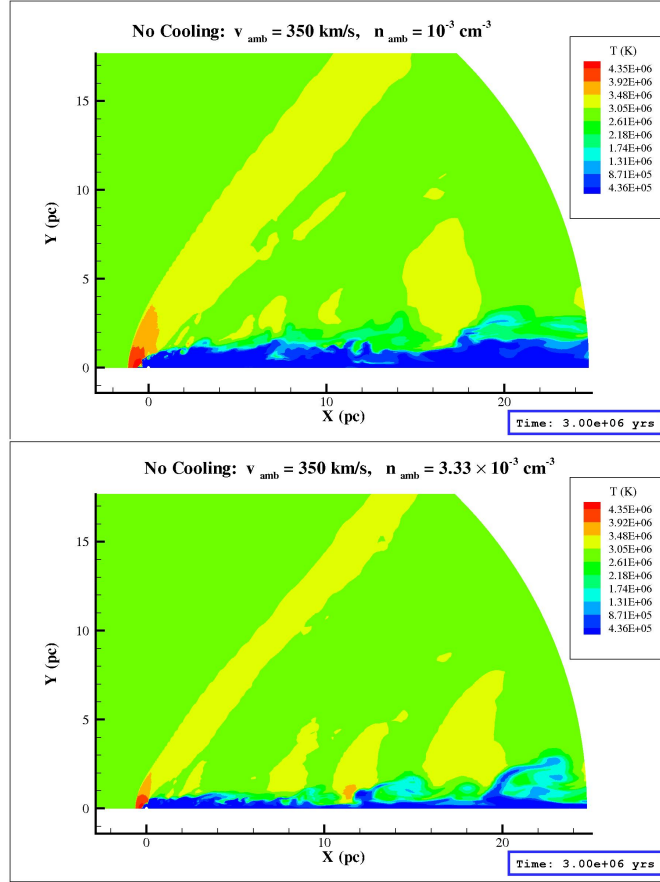 No Cooling: v amb = 350 km/s, n amb = 10⁻³ cm⁻³
T (K)
4.35E+06
3.92E+06
3.48E+06
3.05E+06
2.61E+06
2.18E+06
1.74E+06
1.31E+06
8.71E+05
4.36E+05
Y (pc)
15
10
5
0
0
10
20
X (pc)
Time: 3.00e+06 yrs
No Cooling: v amb = 350 km/s, n amb = 3.33 × 10⁻³ cm⁻³
T (K)
4.35E+06
3.92E+06
3.48E+06
3.05E+06
2.61E+06
2.18E+06
1.74E+06
1.31E+06
8.71E+05
4.36E+05
Y (pc)
15
10
5
0
0
10
20
X (pc)
Time: 3.00e+06 yrs